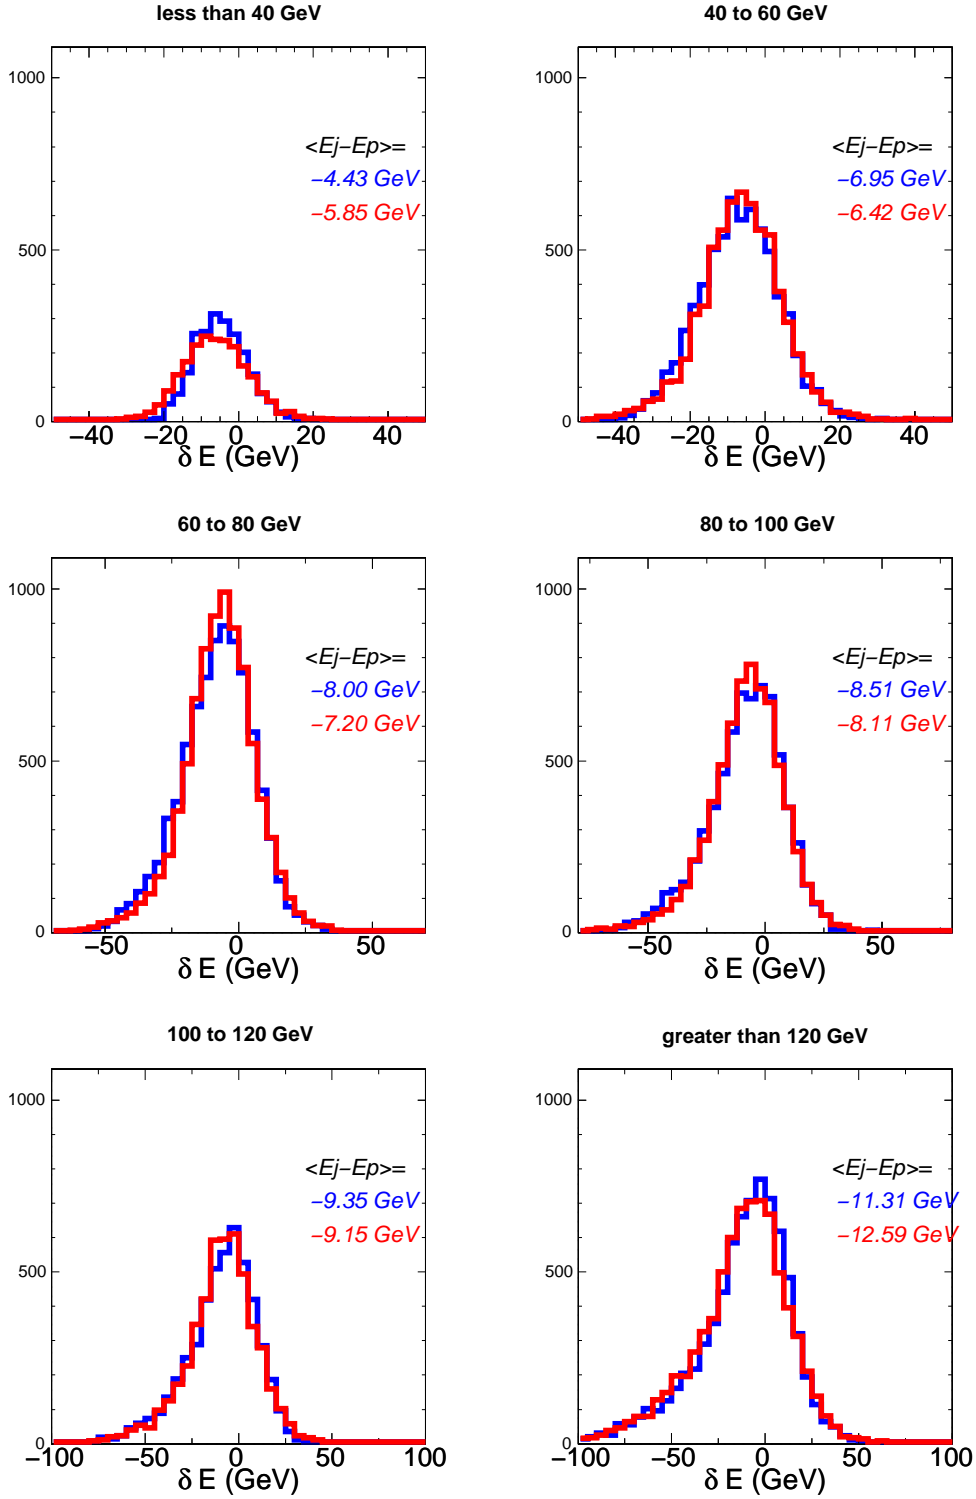 less than 40 GeV
1000
500
0
<Ej−Ep>=
−4.43 GeV
−5.85 GeV
−40 −20 0 20 40
δ E (GeV)
40 to 60 GeV
1000
500
0
<Ej−Ep>=
−6.95 GeV
−6.42 GeV
−40 −20 0 20 40
δ E (GeV)
60 to 80 GeV
1000
500
0
<Ej−Ep>=
−8.00 GeV
−7.20 GeV
−50 0 50
δ E (GeV)
80 to 100 GeV
1000
500
0
<Ej−Ep>=
−8.51 GeV
−8.11 GeV
−50 0 50
δ E (GeV)
100 to 120 GeV
1000
500
0
<Ej−Ep>=
−9.35 GeV
−9.15 GeV
−100 −50 0 50 100
δ E (GeV)
greater than 120 GeV
1000
500
0
<Ej−Ep>=
−11.31 GeV
−12.59 GeV
−100 −50 0 50 100
δ E (GeV)